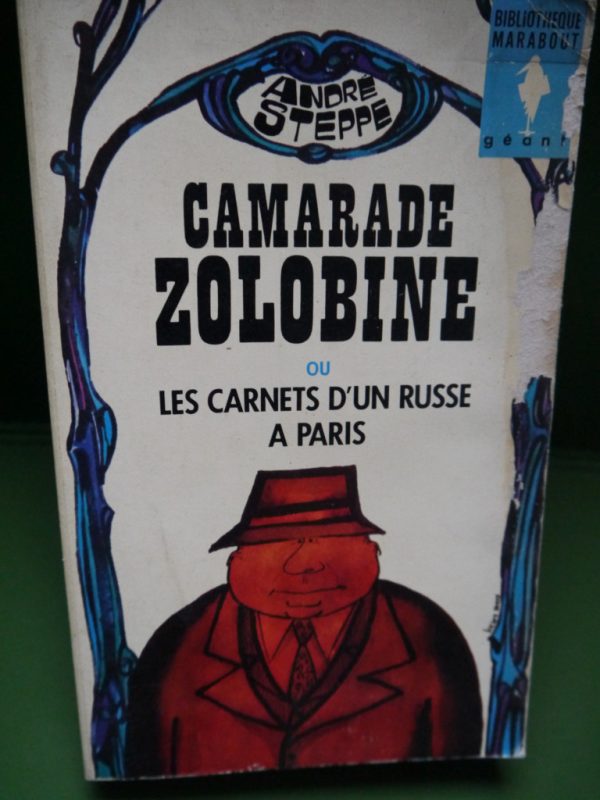 BIBLIOTHEQUE
MARABOUT
géant
ANDRÉ
STEPPE
CAMARADE
ZOLOBINE
OU
LES CARNETS D'UN RUSSE
A PARIS